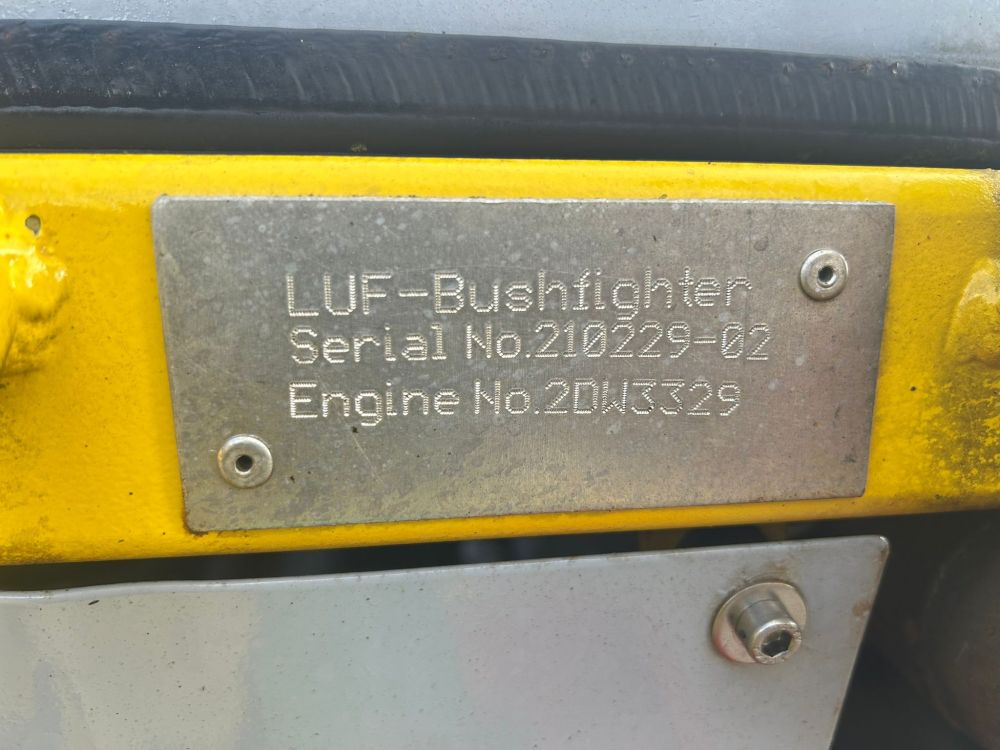 LUF-Bushfighter
Serial No.210229-02
Engine No.2DW3329